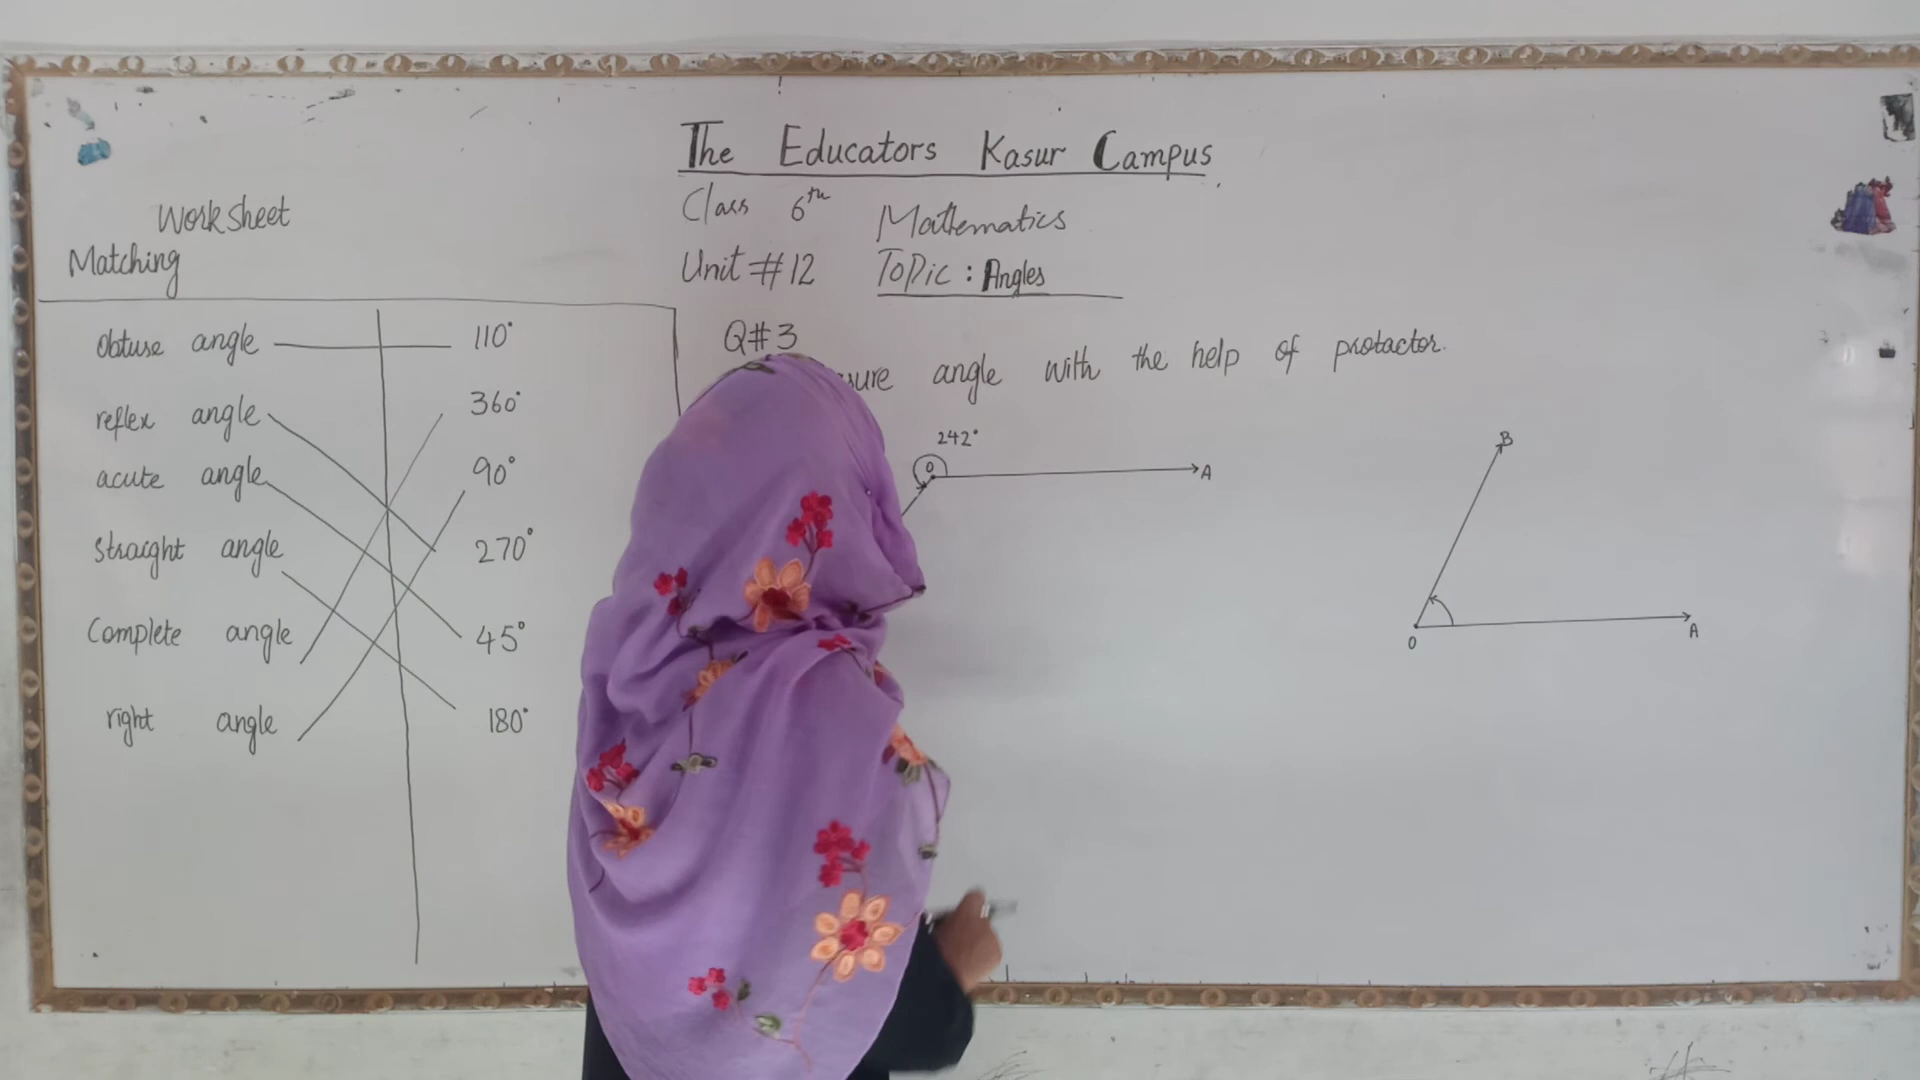 The Educators Kasur Campus
Class 6th Mathematics
Unit #12 Topic : Angles
Worksheet
Matching
obtuse angle 110°
reflex angle 360°
acute angle 90°
straight angle 270°
Complete angle 45°
right angle 180°
Q#3
angle with the help of protactor.
242°
O A
B
O A